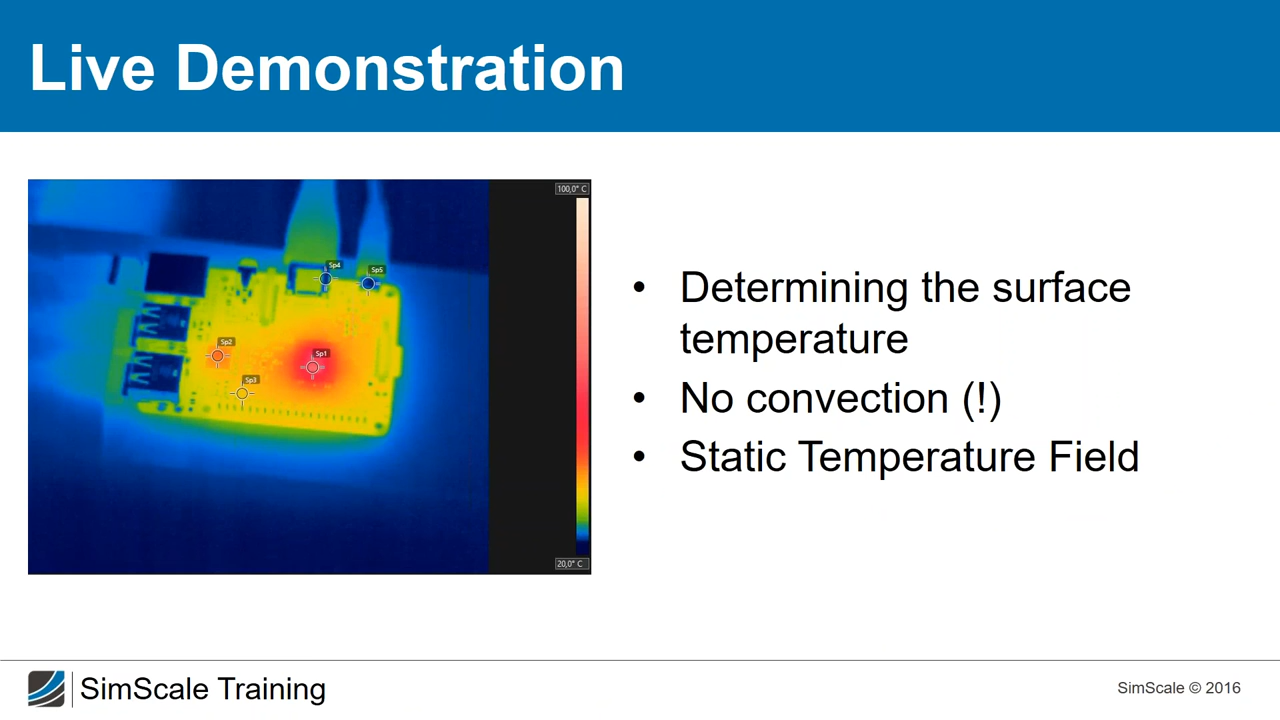 Live Demonstration
100,0° C
Sp4
Sp5
Sp2
Sp1
Sp3
20,0° C
• Determining the surface
temperature
• No convection (!)
• Static Temperature Field
SimScale Training
SimScale © 2016